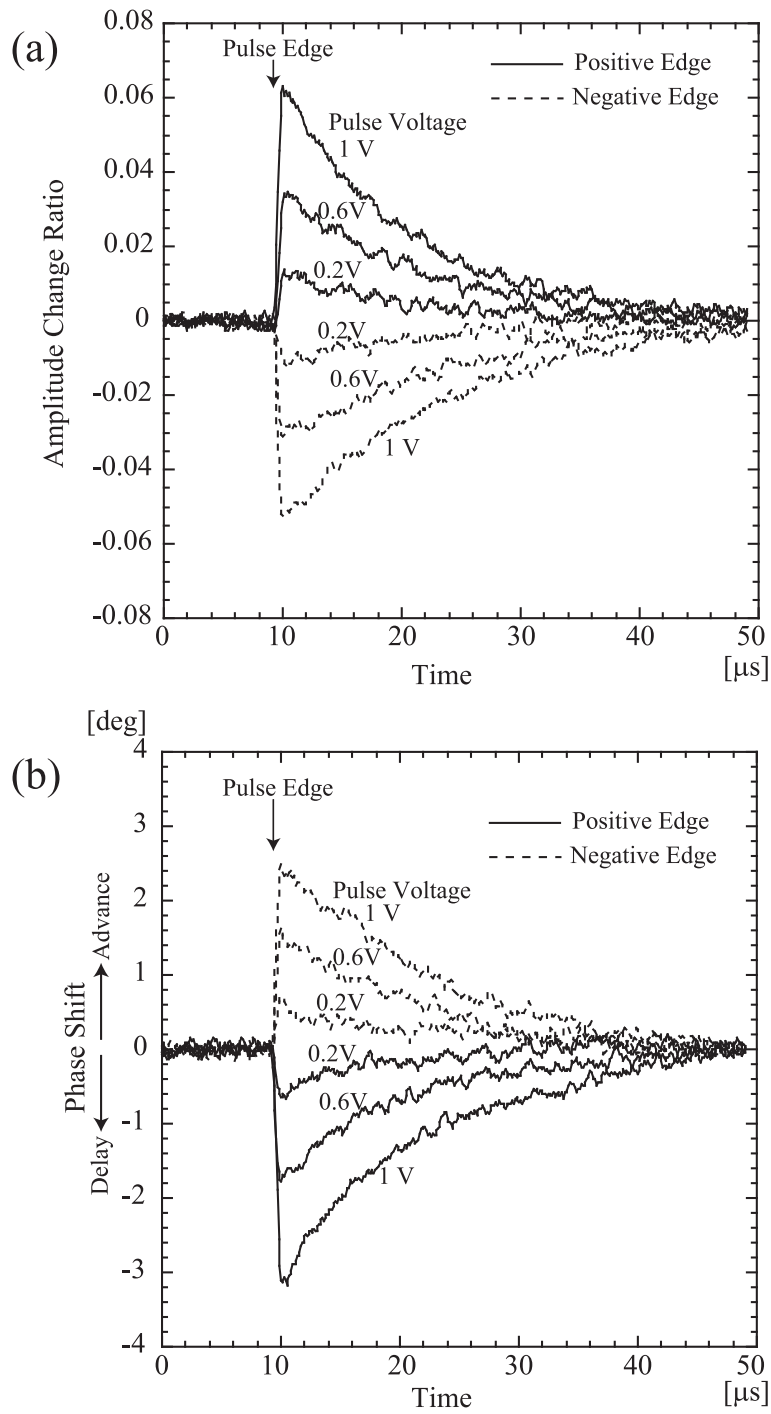 (a)
0.08
0.06
0.04
0.02
0
-0.02
-0.04
-0.06
-0.08
Amplitude Change Ratio
Pulse Edge
Positive Edge
Negative Edge
Pulse Voltage
1 V
0.6V
0.2V
0.2V
0.6V
1 V
0
10
20
30
40
50
Time
[μs]
(b)
[deg]
4
3
2
1
0
-1
-2
-3
-4
Phase Shift
Advance
Delay
Pulse Edge
Positive Edge
Negative Edge
Pulse Voltage
1 V
0.6V
0.2V
0.2V
0.6V
1 V
0
10
20
30
40
50
Time
[μs]